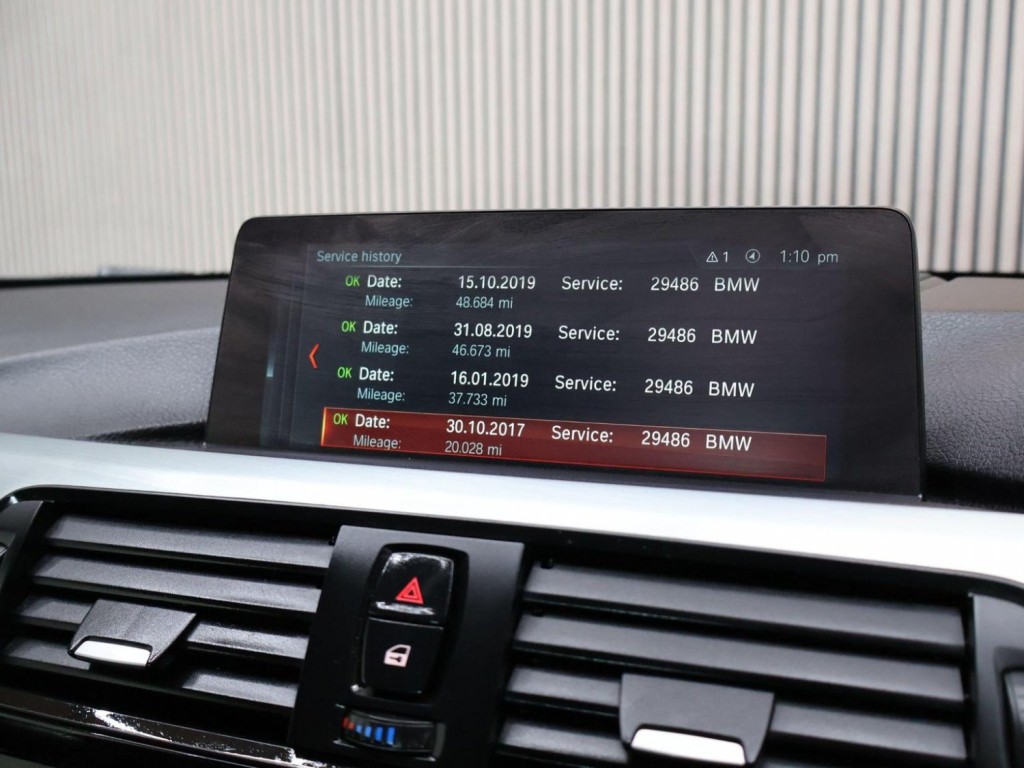 Service history 1 1:10 pm
OK Date: 15.10.2019 Service: 29486 BMW
Mileage: 48.684 mi
OK Date: 31.08.2019 Service: 29486 BMW
Mileage: 46.673 mi
OK Date: 16.01.2019 Service: 29486 BMW
Mileage: 37.733 mi
OK Date: 30.10.2017 Service: 29486 BMW
Mileage: 20.028 mi